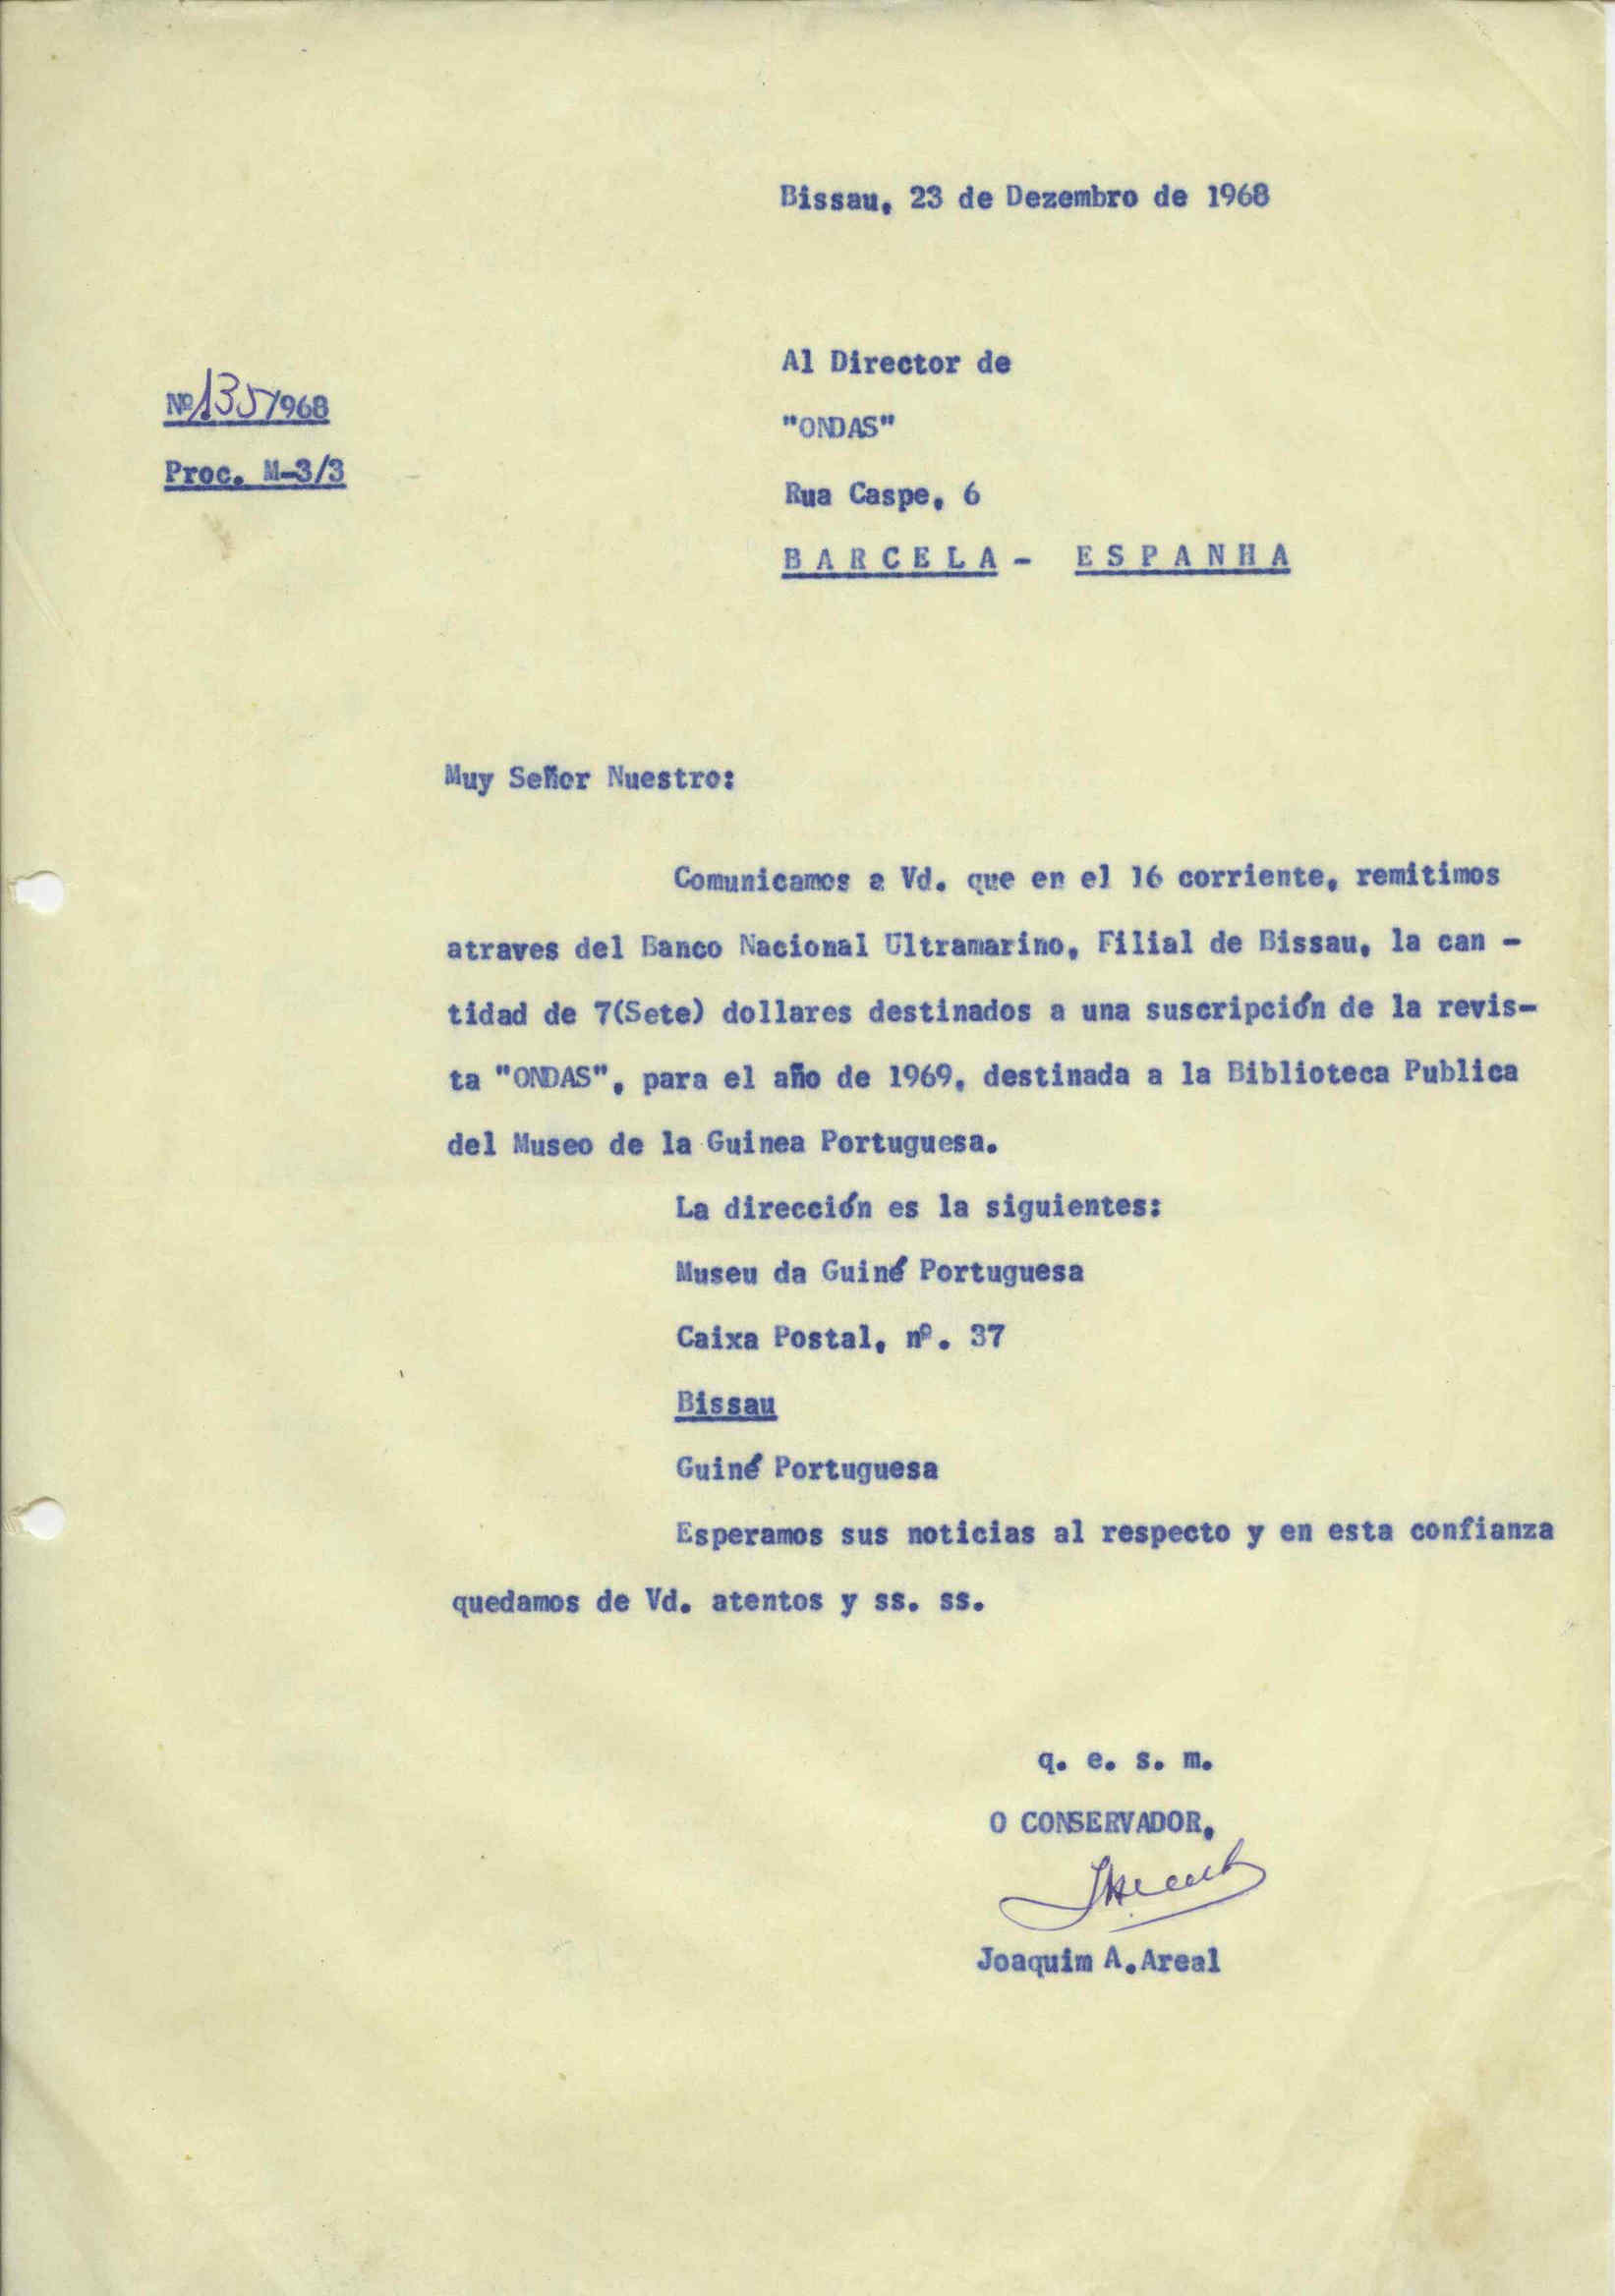 Bissau, 23 de Dezembro de 1968
Al Director de
Nº135/968
"ONDAS"
Proc. M-3/3
Rua Caspe, 6
BARCELA - ESPANHA
Muy Señor Nuestro:
Comunicamos a Vd. que en el 16 corriente, remitimos
atraves del Banco Nacional Ultramarino, Filial de Bissau, la can -
tidad de 7(Sete) dollares destinados a una suscripción de la revis-
ta "ONDAS", para el año de 1969, destinada a la Biblioteca Publica
del Museo de la Guinea Portuguesa.
La dirección es la siguientes:
Museu da Guiné Portuguesa
Caixa Postal, nº. 37
Bissau
Guiné Portuguesa
Esperamos sus noticias al respecto y en esta confianza
quedamos de Vd. atentos y ss. ss.
q. e. s. m.
O CONSERVADOR,
Joaquim A.Areal